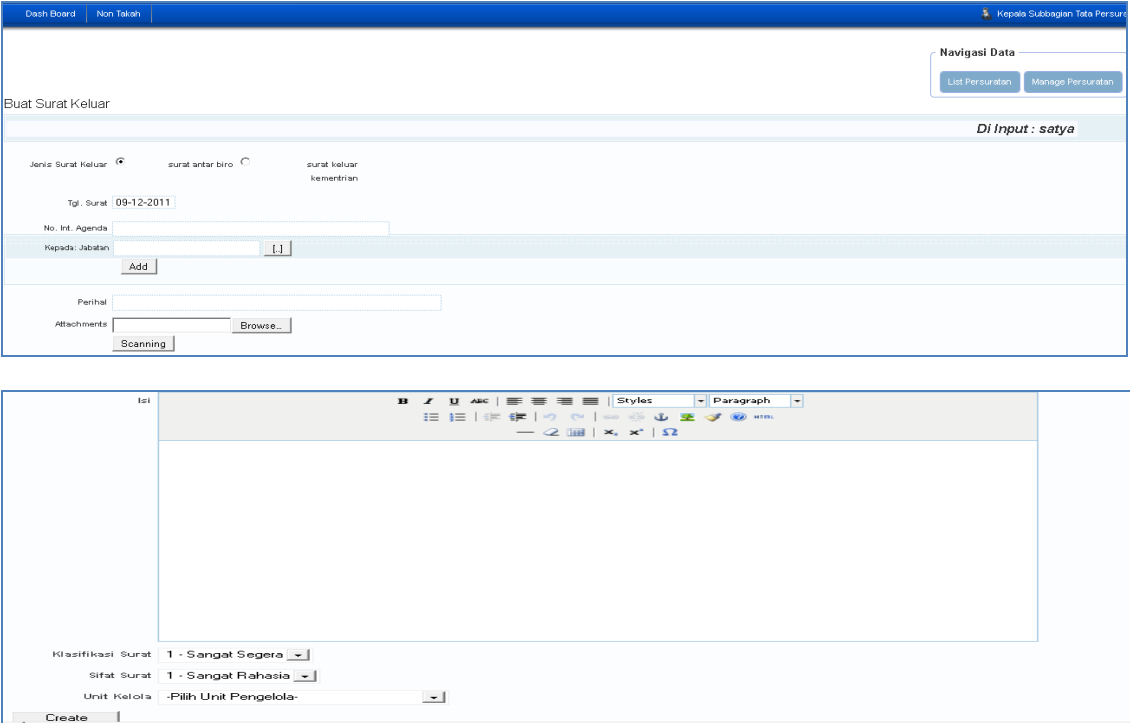 Dash Board Non Takah Kepala Subbagian Tata Persura
Navigasi Data
List Persuratan Manage Persuratan
Buat Surat Keluar
Di Input : satya
Jenis Surat Keluar surat antar biro surat keluar
kementrian
Tgl. Surat 09-12-2011
No. Int. Agenda
Kepada: Jabatan [..]
Add
Perihal
Attachments Browse...
Scanning
Isi B I U ABC Styles Paragraph
HTML
x, x² Ω
Klasifikasi Surat 1 - Sangat Segera
Sifat Surat 1 - Sangat Rahasia
Unit Kelola -Pilih Unit Pengelola-
Create